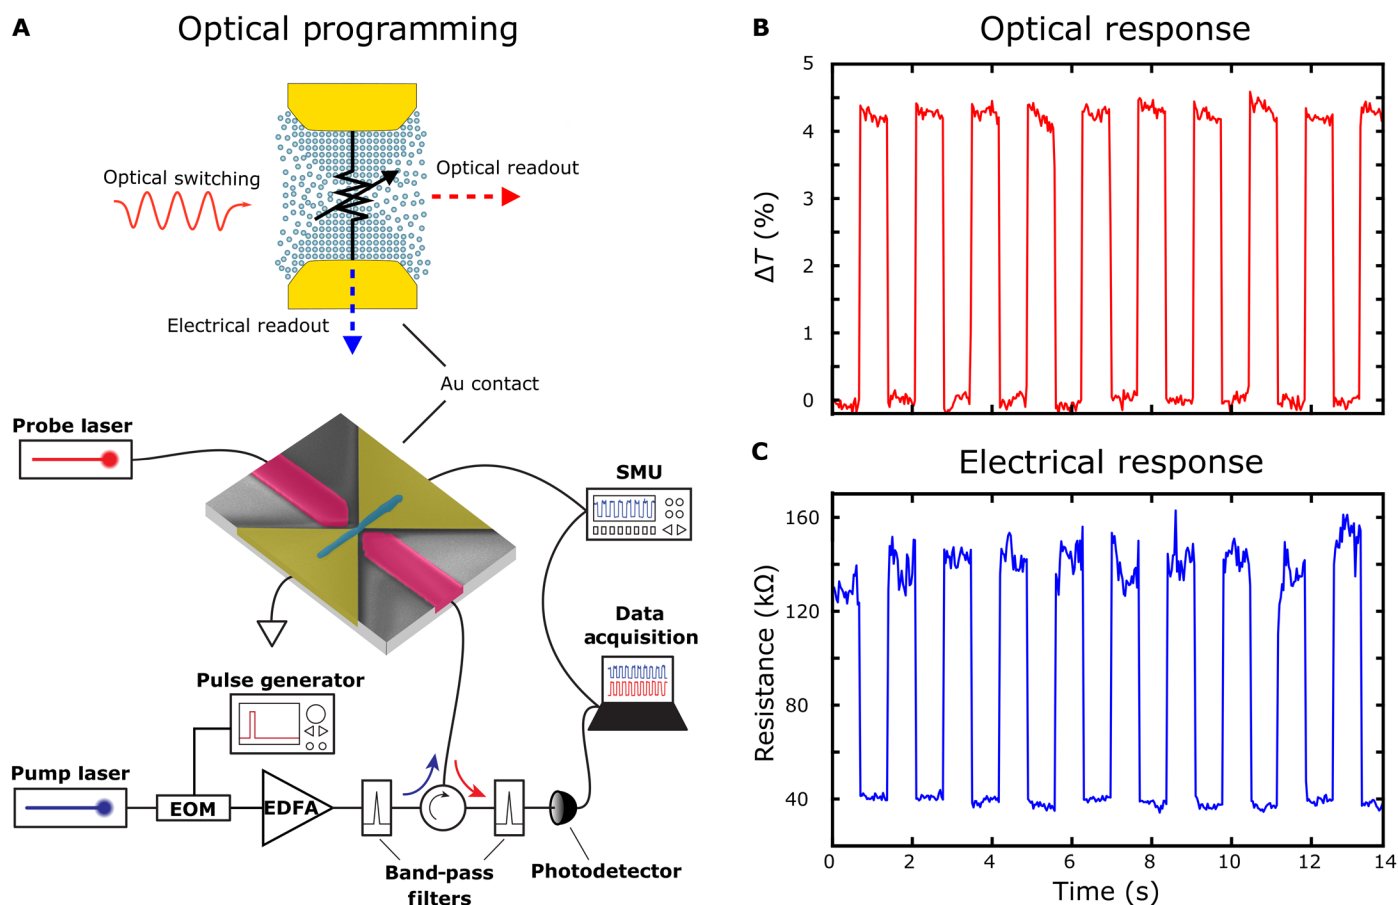 A
Optical programming
Optical switching
Optical readout
Electrical readout
Au contact
Probe laser
SMU
Data
acquisition
Pulse generator
Pump laser
EOM
EDFA
Band-pass
filters
Photodetector
B
Optical response
5
4
3
2
1
0
ΔT (%)
C
Electrical response
160
120
80
40
Resistance (kΩ)
0 2 4 6 8 10 12 14
Time (s)